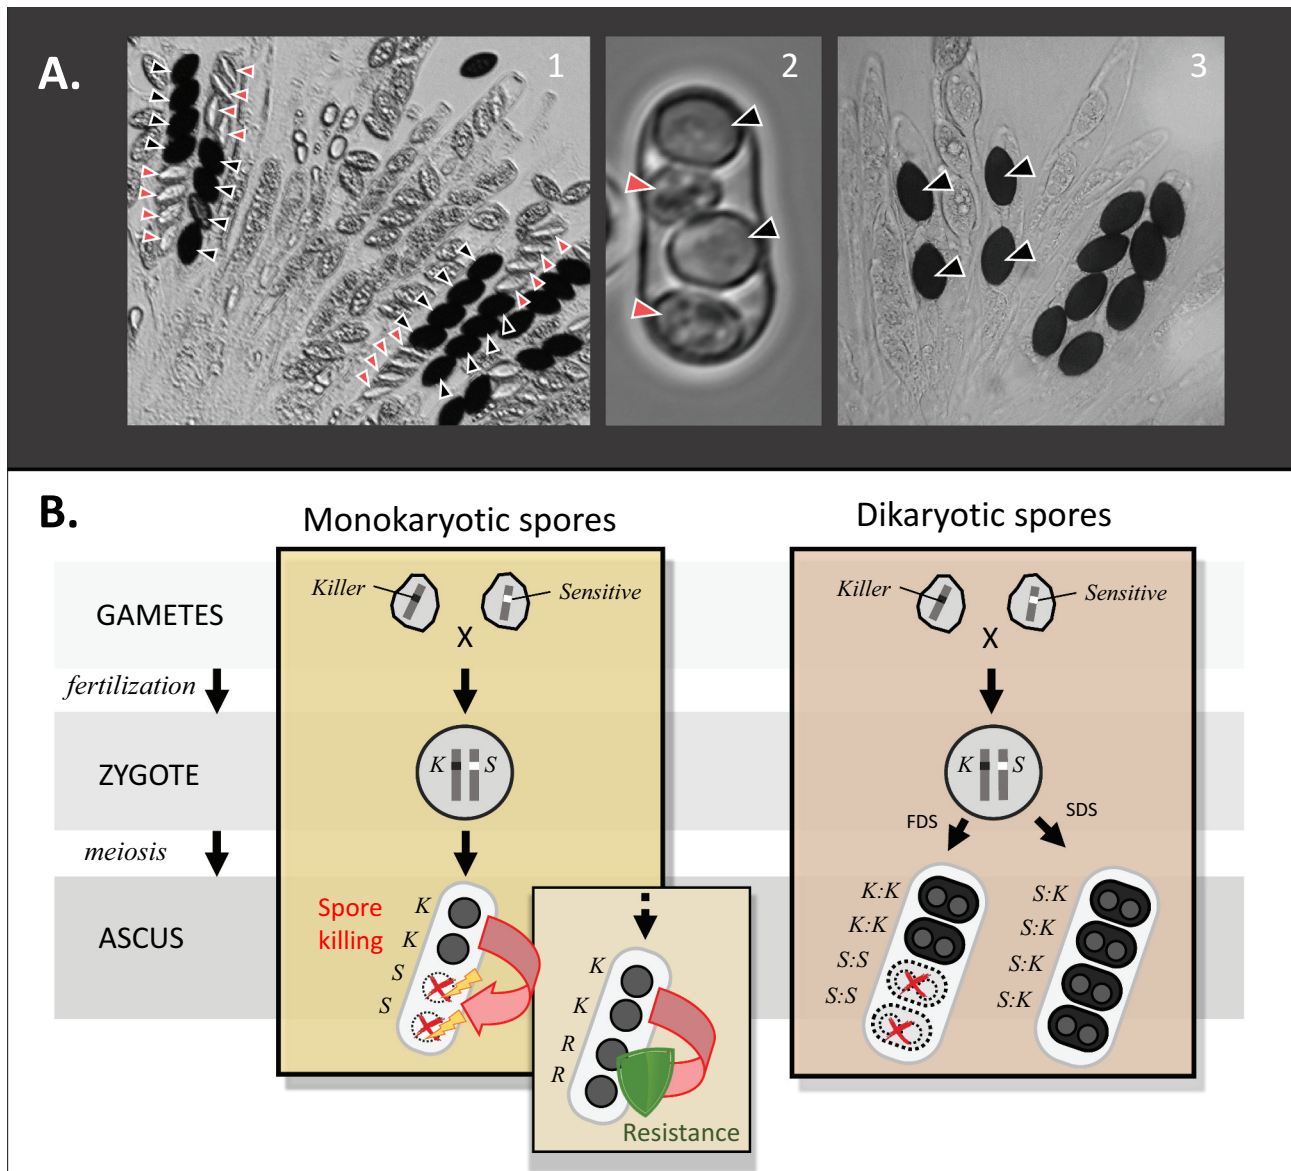 A.
1
2
3
B.
Monokaryotic spores
Dikaryotic spores
GAMETES
fertilization
ZYGOTE
meiosis
ASCUS
Killer
Sensitive
X
K
S
Spore
killing
K
K
S
S
K
K
R
R
Resistance
Killer
Sensitive
X
K
S
FDS
SDS
K:K
K:K
S:S
S:S
S:K
S:K
S:K
S:K